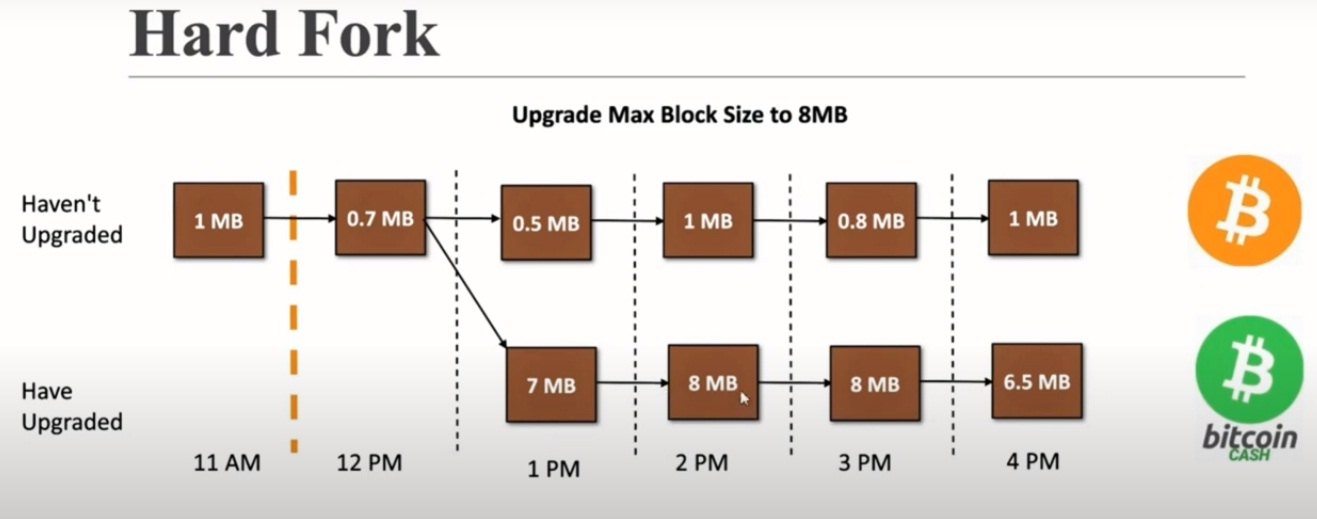 Hard Fork
Upgrade Max Block Size to 8MB
Haven't
Upgraded
1 MB
0.7 MB
0.5 MB
1 MB
0.8 MB
1 MB
Have
Upgraded
7 MB
8 MB
8 MB
6.5 MB
bitcoin
CASH
11 AM
12 PM
1 PM
2 PM
3 PM
4 PM